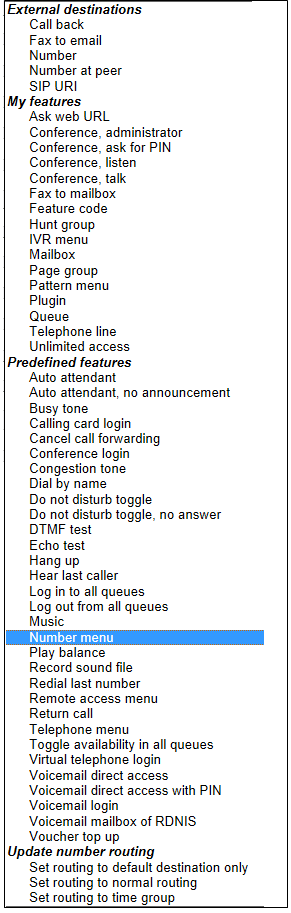 External destinations
Call back
Fax to email
Number
Number at peer
SIP URI
My features
Ask web URL
Conference, administrator
Conference, ask for PIN
Conference, listen
Conference, talk
Fax to mailbox
Feature code
Hunt group
IVR menu
Mailbox
Page group
Pattern menu
Plugin
Queue
Telephone line
Unlimited access
Predefined features
Auto attendant
Auto attendant, no announcement
Busy tone
Calling card login
Cancel call forwarding
Conference login
Congestion tone
Dial by name
Do not disturb toggle
Do not disturb toggle, no answer
DTMF test
Echo test
Hang up
Hear last caller
Log in to all queues
Log out from all queues
Music
Number menu
Play balance
Record sound file
Redial last number
Remote access menu
Return call
Telephone menu
Toggle availability in all queues
Virtual telephone login
Voicemail direct access
Voicemail direct access with PIN
Voicemail login
Voicemail mailbox of RDNIS
Voucher top up
Update number routing
Set routing to default destination only
Set routing to normal routing
Set routing to time group